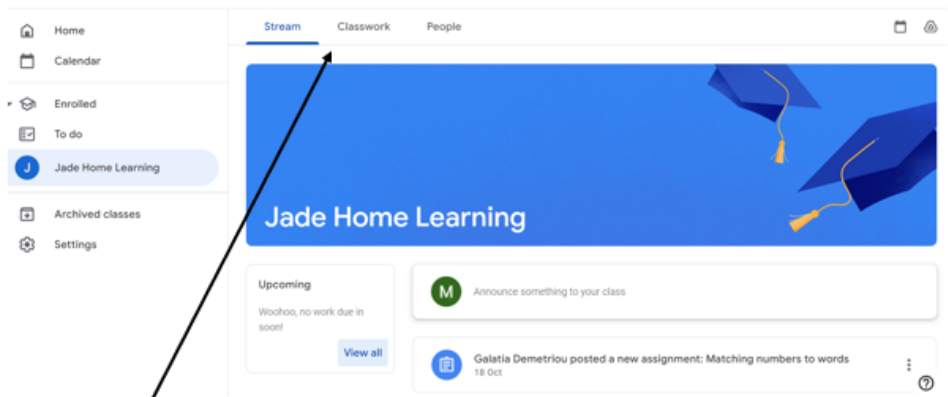 Home
Calendar
Enrolled
To do
J Jade Home Learning
Archived classes
Settings
Stream Classwork People
Jade Home Learning
Upcoming
Woohoo, no work due in
soon!
View all
M Announce something to your class
Galatia Demetriou posted a new assignment: Matching numbers to words
18 Oct